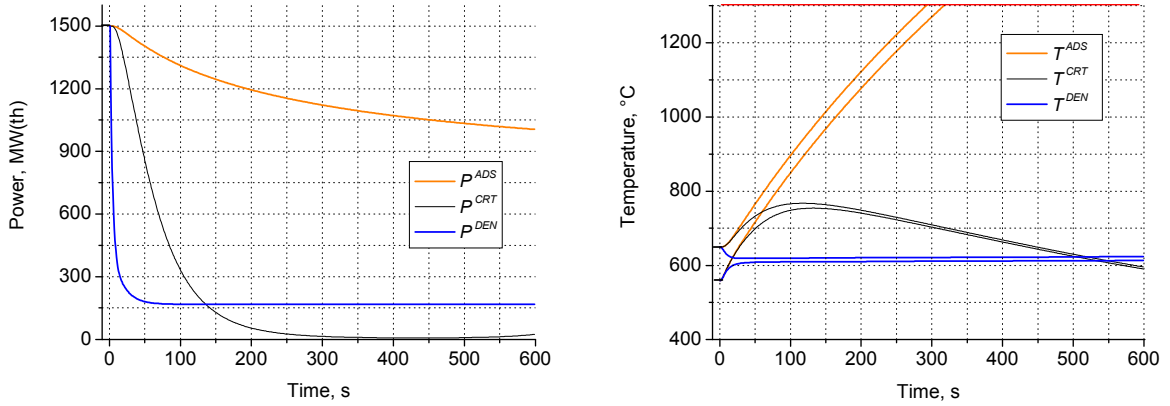 1500
1200
900
600
300
0
Power, MW(th)
P ADS
P CRT
P DEN
0 100 200 300 400 500 600
Time, s
1200
1000
800
600
400
Temperature, °C
T ADS
T CRT
T DEN
0 100 200 300 400 500 600
Time, s